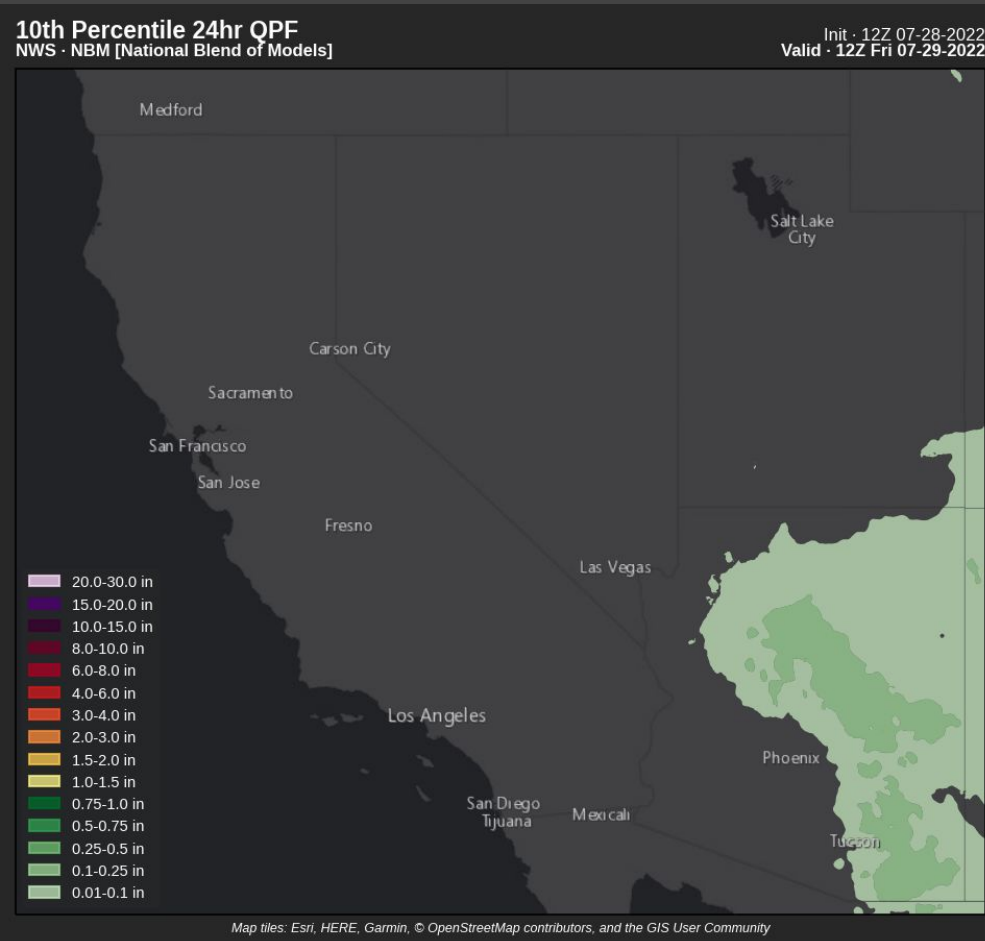 10th Percentile 24hr QPF
NWS · NBM [National Blend of Models]
Init · 12Z 07-28-2022
Valid · 12Z Fri 07-29-2022
Medford
Salt Lake
City
Carson City
Sacramento
San Francisco
San Jose
Fresno
Las Vegas
Los Angeles
Phoenix
San Diego
Tijuana
Mexicali
Tucson
20.0-30.0 in
15.0-20.0 in
10.0-15.0 in
8.0-10.0 in
6.0-8.0 in
4.0-6.0 in
3.0-4.0 in
2.0-3.0 in
1.5-2.0 in
1.0-1.5 in
0.75-1.0 in
0.5-0.75 in
0.25-0.5 in
0.1-0.25 in
0.01-0.1 in
Map tiles: Esri, HERE, Garmin, © OpenStreetMap contributors, and the GIS User Community